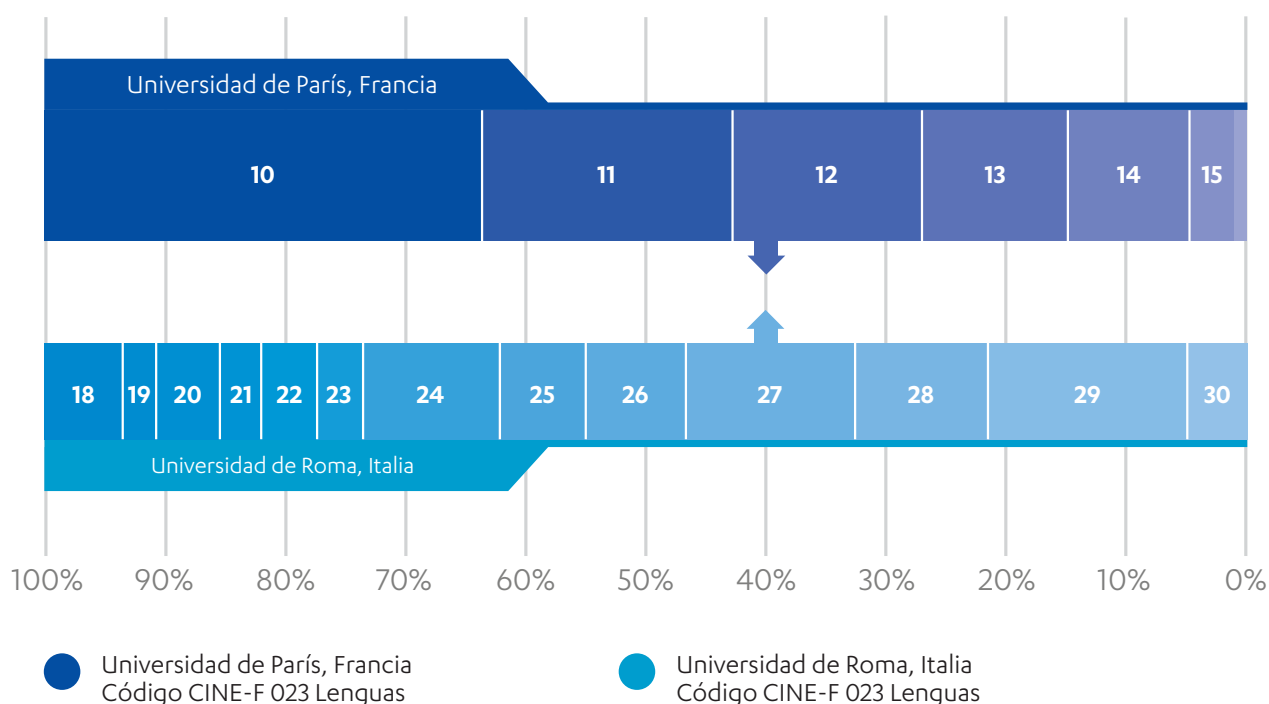 Universidad de París, Francia
10 11 12 13 14 15
18 19 20 21 22 23 24 25 26 27 28 29 30
Universidad de Roma, Italia
100% 90% 80% 70% 60% 50% 40% 30% 20% 10% 0%
Universidad de París, Francia
Código CINE-F 023 Lenguas
Universidad de Roma, Italia
Código CINE-F 023 Lenguas